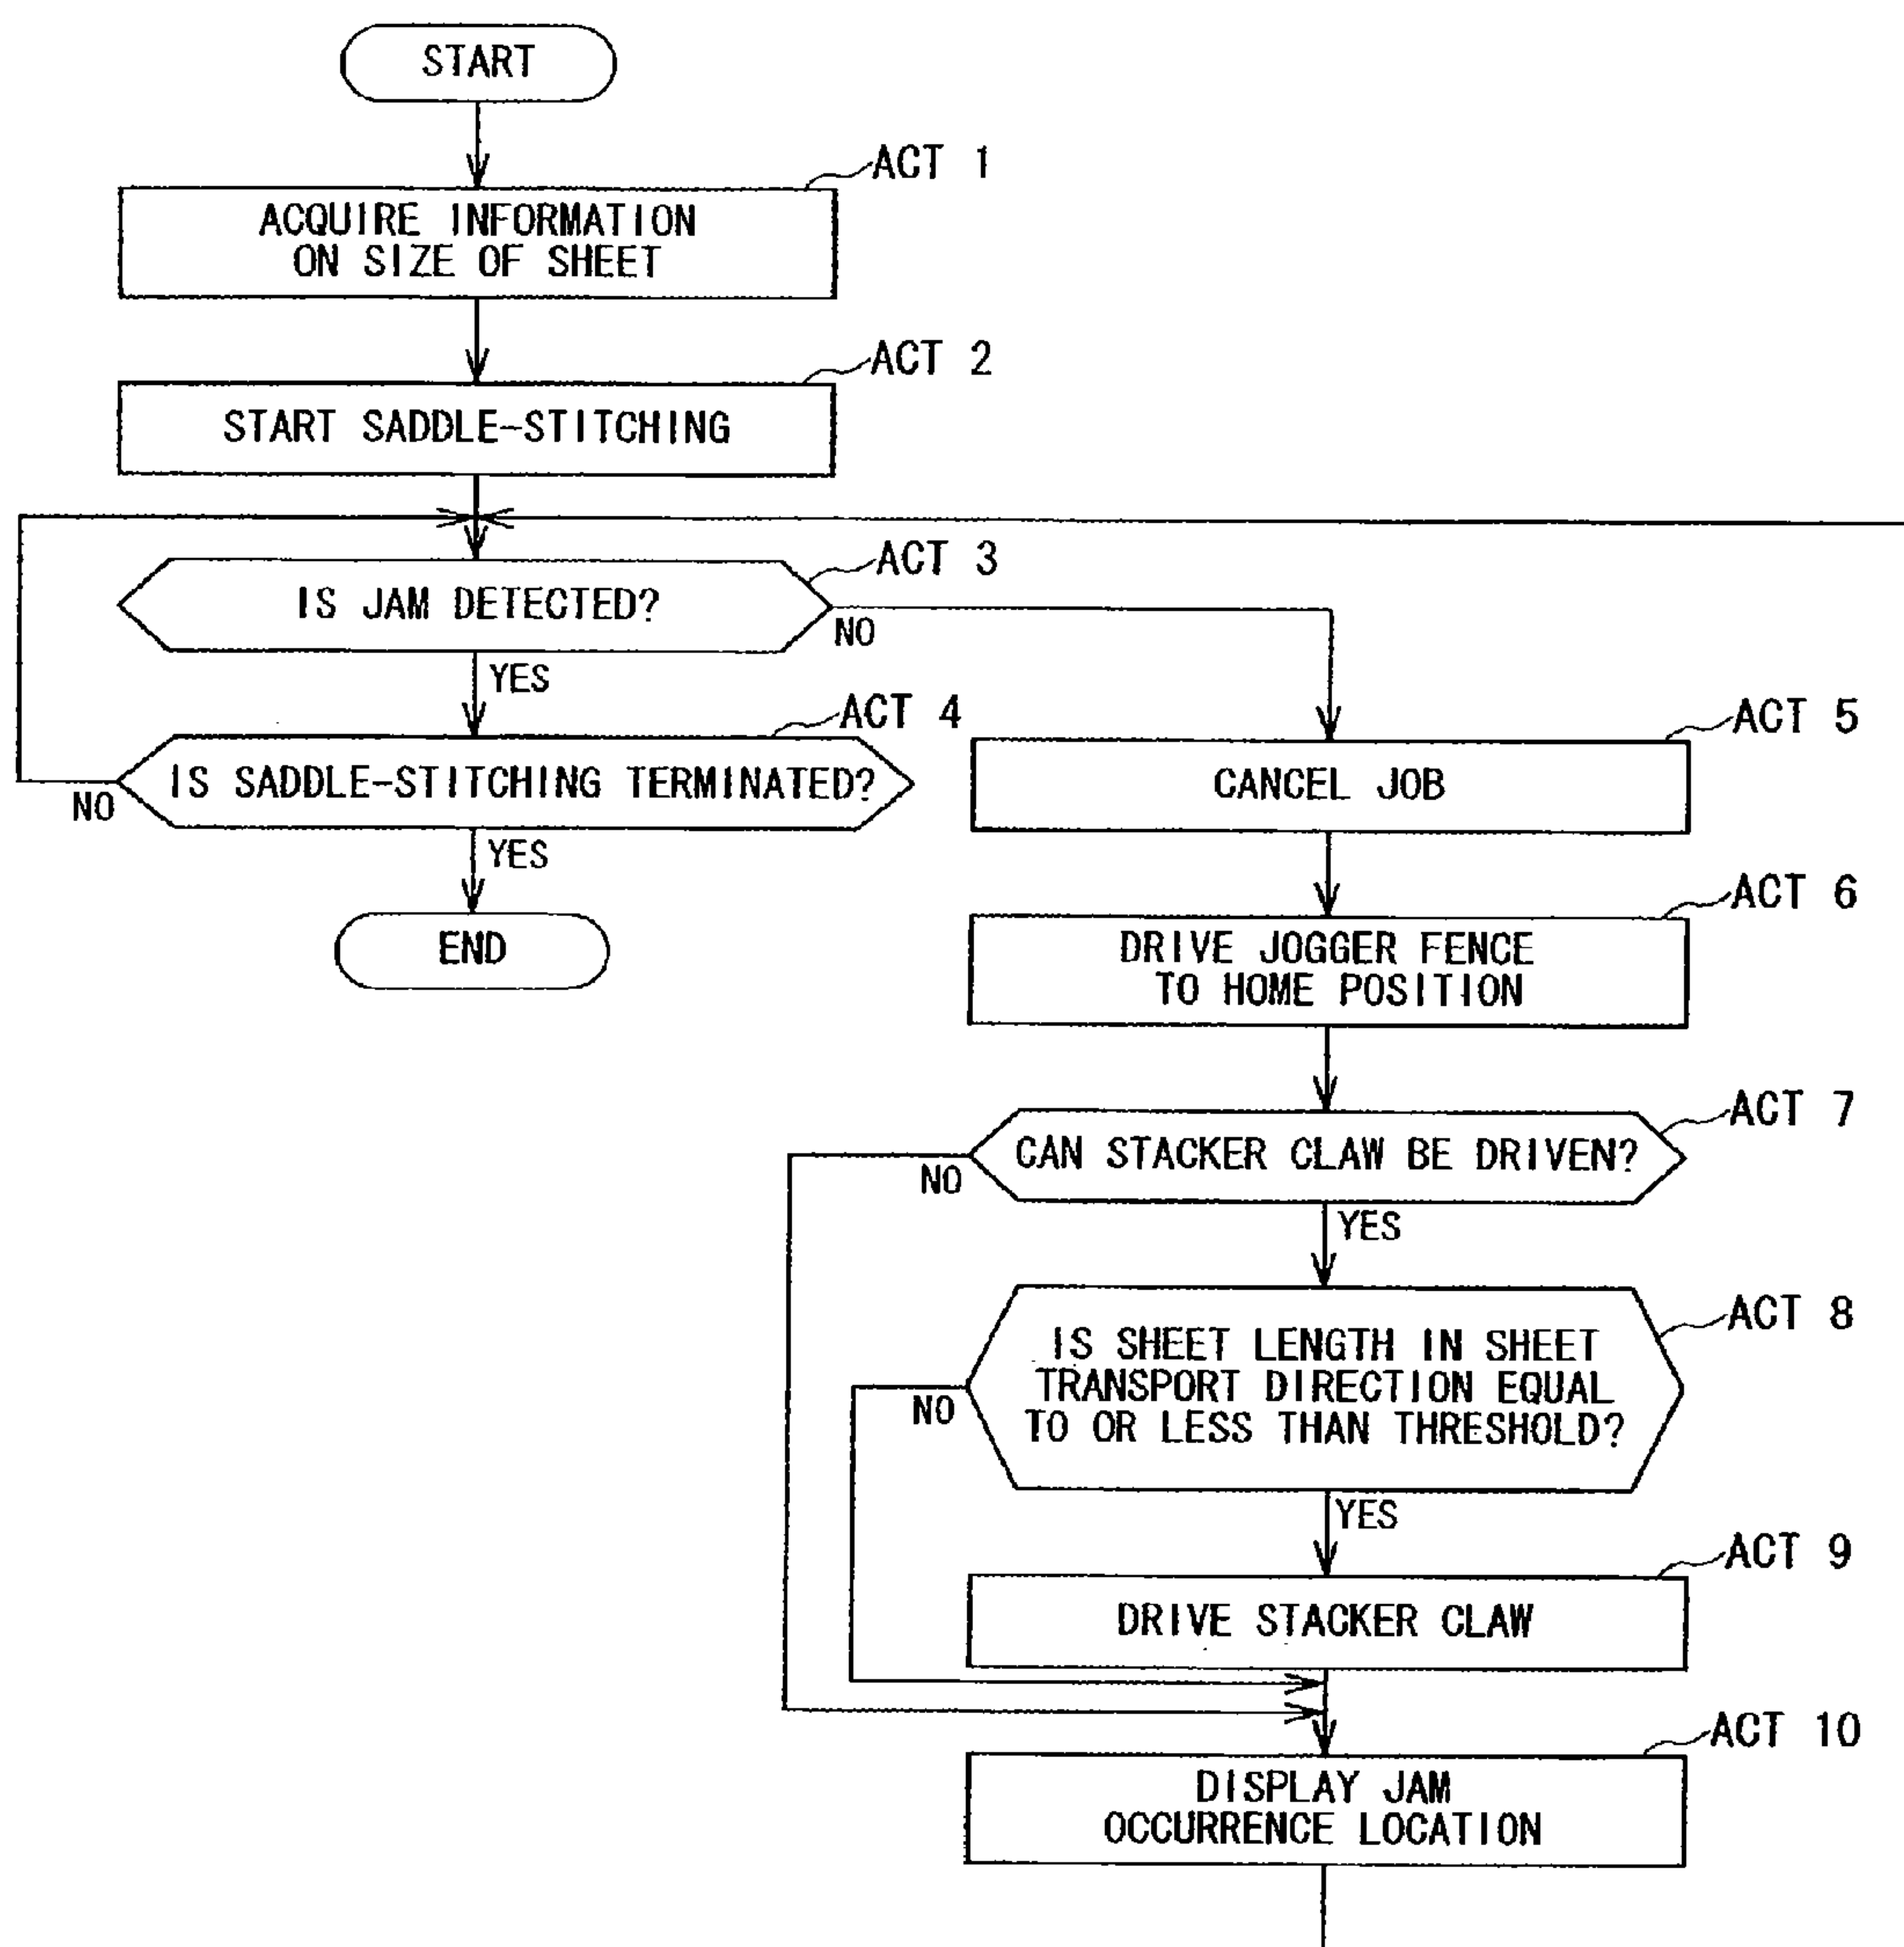 START
ACT 1
ACQUIRE INFORMATION
ON SIZE OF SHEET
ACT 2
START SADDLE-STITCHING
ACT 3
IS JAM DETECTED?
NO
YES
ACT 4
IS SADDLE-STITCHING TERMINATED?
NO
YES
END
ACT 5
CANCEL JOB
ACT 6
DRIVE JOGGER FENCE
TO HOME POSITION
ACT 7
CAN STACKER CLAW BE DRIVEN?
NO
YES
ACT 8
IS SHEET LENGTH IN SHEET
TRANSPORT DIRECTION EQUAL
TO OR LESS THAN THRESHOLD?
NO
YES
ACT 9
DRIVE STACKER CLAW
ACT 10
DISPLAY JAM
OCCURRENCE LOCATION